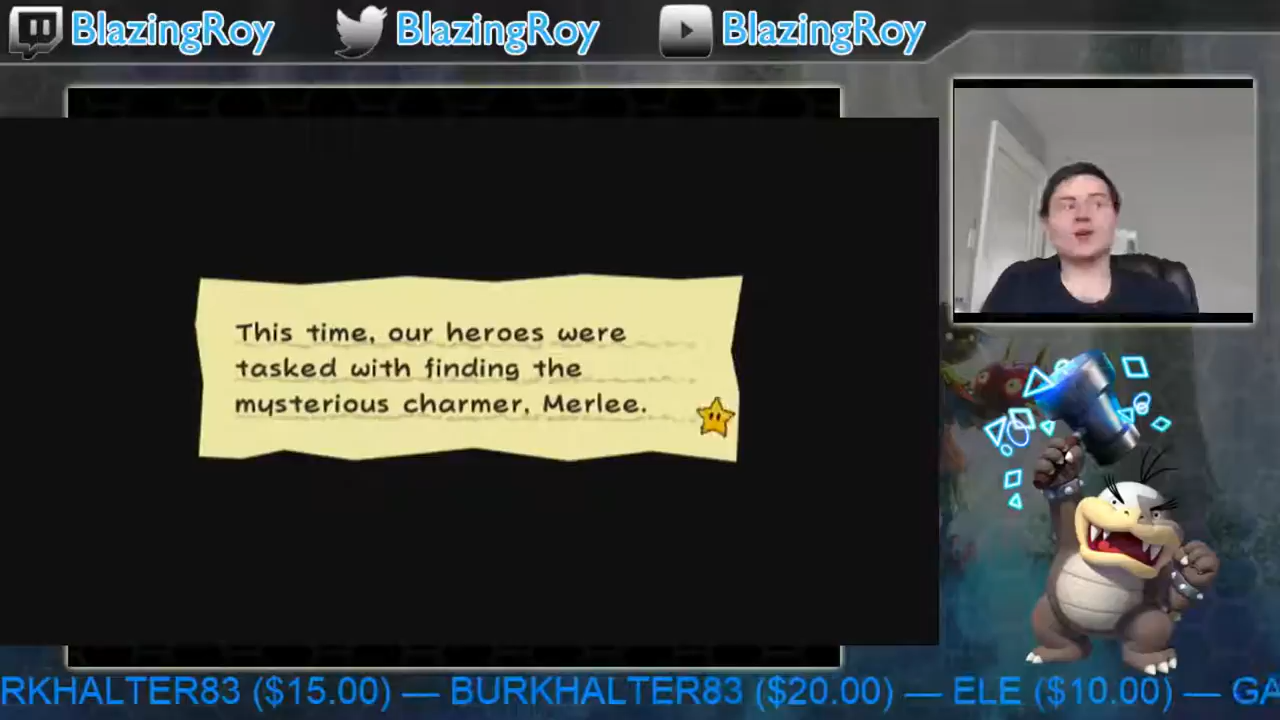 BlazingRoy BlazingRoy BlazingRoy
This time, our heroes were
tasked with finding the
mysterious charmer, Merlee.
RKHALTER83 ($15.00) — BURKHALTER83 ($20.00) — ELE ($10.00) — GA